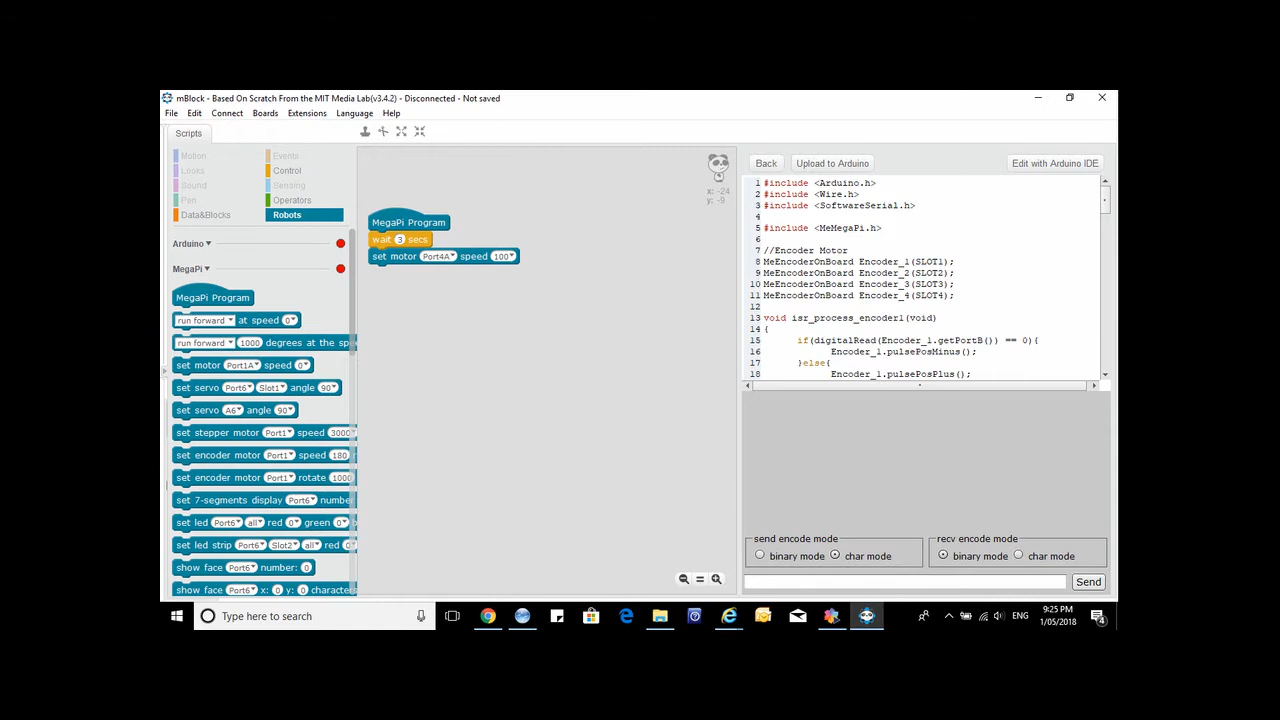 mBlock - Based On Scratch From the MIT Media Lab(v3.4.2) - Disconnected - Not saved
File Edit Connect Boards Extensions Language Help
Scripts
Motion Events
Looks Control
Sound Sensing
Pen Operators
Data&Blocks Robots
Arduino
MegaPi
MegaPi Program
run forward at speed 0
run forward 1000 degrees at the spe
set motor Port1A speed 0
set servo Port6 Slot1 angle 90
set servo A6 angle 90
set stepper motor Port1 speed 3000
set encoder motor Port1 speed 180
set encoder motor Port1 rotate 1000
set 7-segments display Port6 number
set led Port6 all red 0 green 0
set led strip Port6 Slot2 all red
show face Port6 number: 0
show face Port6 x: 0 y: 0 character
x: -24
y: -9
MegaPi Program
wait 3 secs
set motor Port4A speed 100
Back Upload to Arduino Edit with Arduino IDE
1 #include <Arduino.h>
2 #include <Wire.h>
3 #include <SoftwareSerial.h>
4
5 #include <MeMegaPi.h>
6
7 //Encoder Motor
8 MeEncoderOnBoard Encoder_1(SLOT1);
9 MeEncoderOnBoard Encoder_2(SLOT2);
10 MeEncoderOnBoard Encoder_3(SLOT3);
11 MeEncoderOnBoard Encoder_4(SLOT4);
12
13 void isr_process_encoder1(void)
14 {
15 if(digitalRead(Encoder_1.getPortB()) == 0){
16 Encoder_1.pulsePosMinus();
17 }else{
18 Encoder_1.pulsePosPlus();
send encode mode
binary mode char mode
recv encode mode
binary mode char mode
Send
Type here to search
ENG
9:25 PM
1/05/2018
4